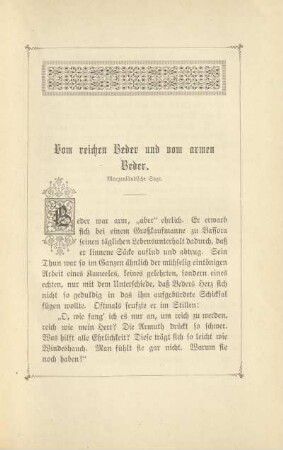 Vom reichen Beder und vom armen
Beder.
Morgenländische Sage.
Beder war arm, „aber“ ehrlich. Er erwarb
sich bei einem Großkaufmanne zu Bassora
seinen täglichen Lebensunterhalt dadurch, daß
er linnene Säcke auflud und abtrug. Sein
Thun war so im Ganzen ähnlich der mühselig eintönigen
Arbeit eines Kameeles, keines gelehrten, sondern eines
echten, nur mit dem Unterschiede, daß Beders Herz sich
nicht so geduldig in das ihm aufgebürdete Schicksal
fügen wollte. Oftmals seufzte er im Stillen:
„O, wie fang' ich es nur an, um reich zu werden,
reich wie mein Herr? Die Armuth drückt so schwer.
Was hilft alle Ehrlichkeit? Diese trägt sich so leicht wie
Windeshauch. Man fühlt sie gar nicht. Warum sie
noch haben?“